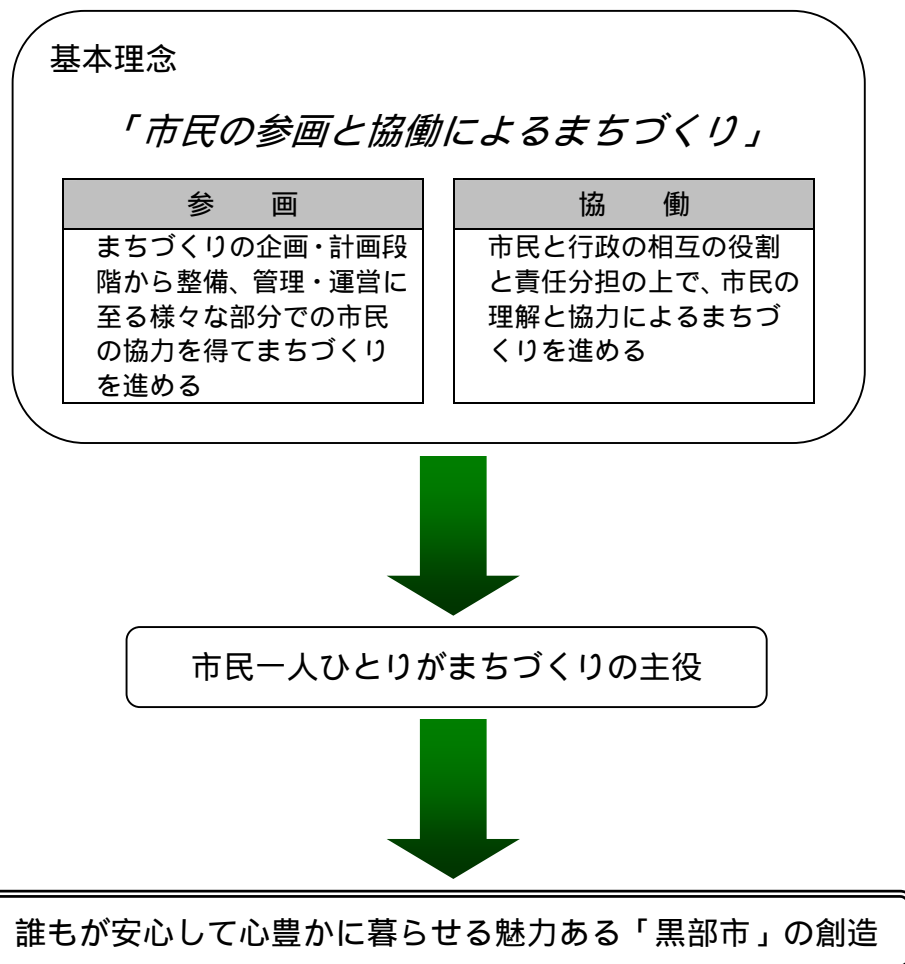 基本理念
「市民の参画と協働によるまちづくり」
参　画
まちづくりの企画・計画段
階から整備、管理・運営に
至る様々な部分での市民
の協力を得てまちづくり
を進める
協　働
市民と行政の相互の役割
と責任分担の上で、市民の
理解と協力によるまちづ
くりを進める
市民一人ひとりがまちづくりの主役
誰もが安心して心豊かに暮らせる魅力ある「黒部市」の創造